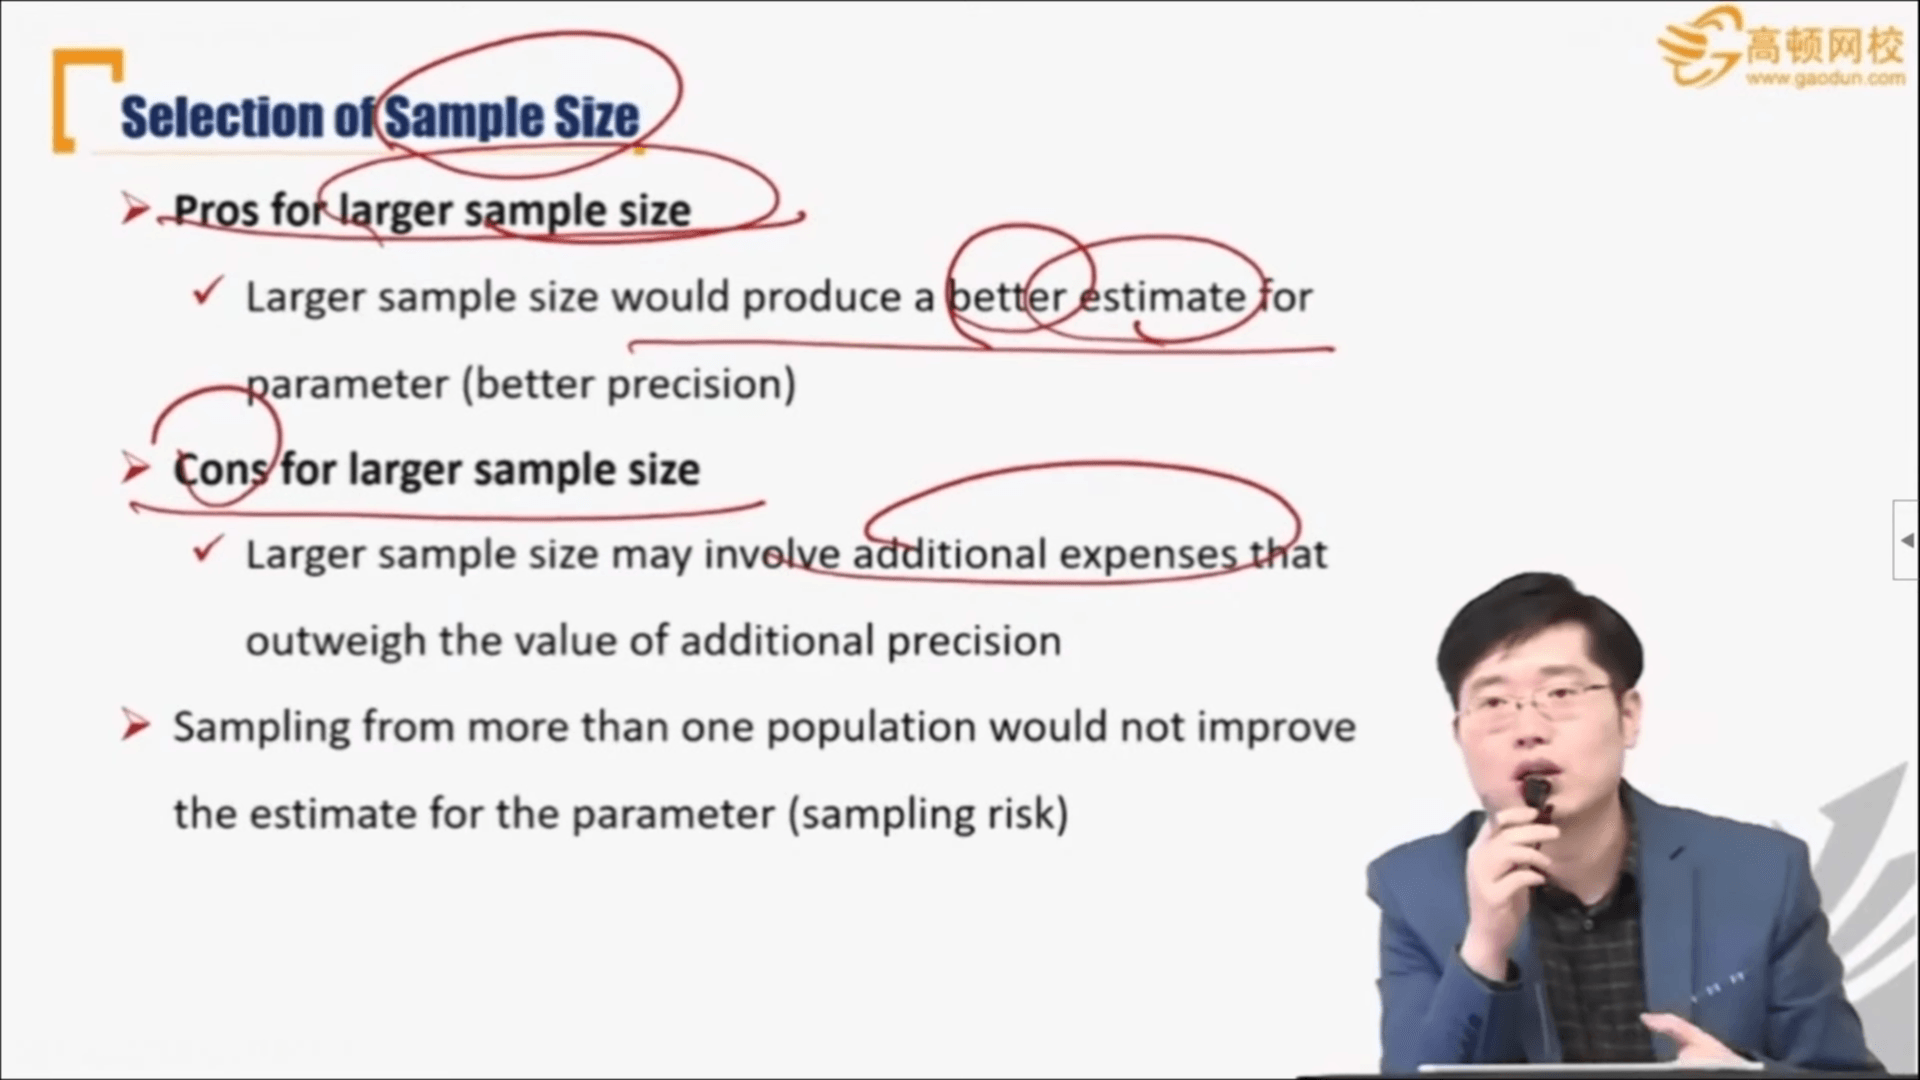 高顿网校
www.gaodun.com
Selection of Sample Size
Pros for larger sample size
Larger sample size would produce a better estimate for
parameter (better precision)
Cons for larger sample size
Larger sample size may involve additional expenses that
outweigh the value of additional precision
Sampling from more than one population would not improve
the estimate for the parameter (sampling risk)